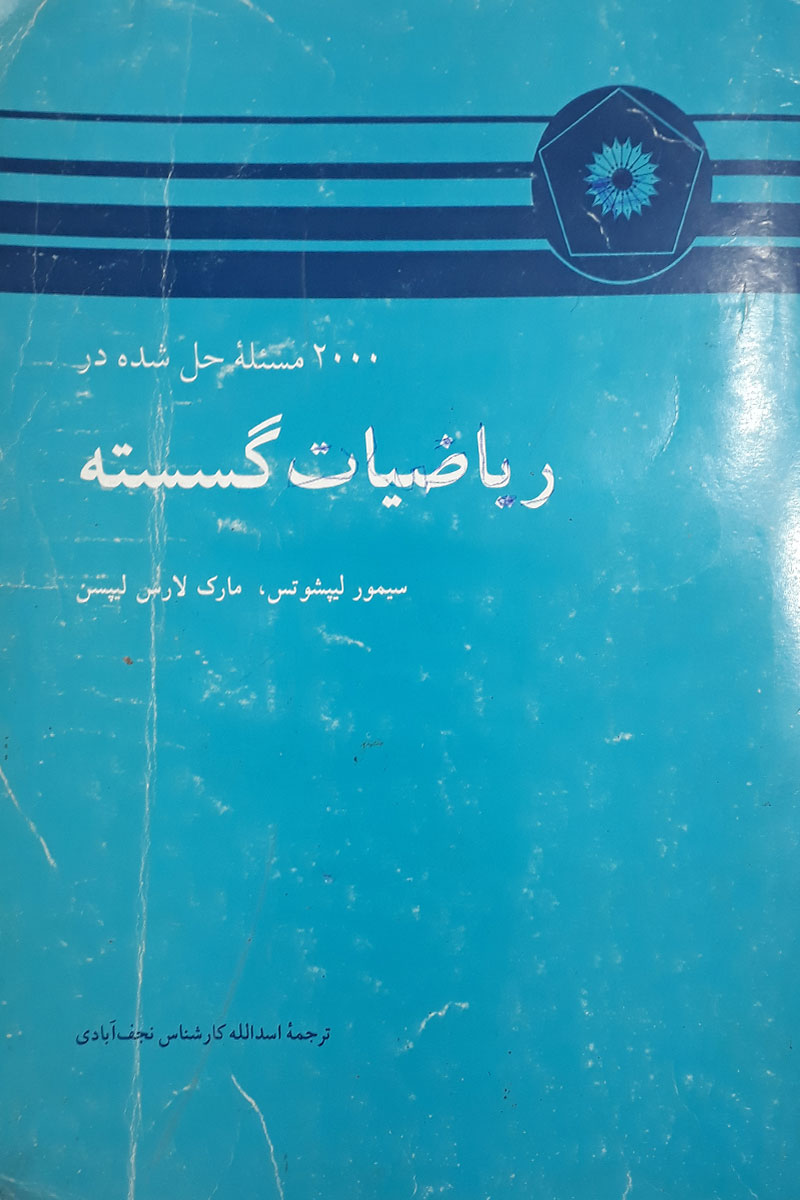 ۲۰۰۰ مسئلهٔ حل شده در
ریاضیات گسسته
سیمور لیپشوتس، مارک لارس لیپسن
ترجمهٔ اسدالله کارشناس نجف‌آبادی